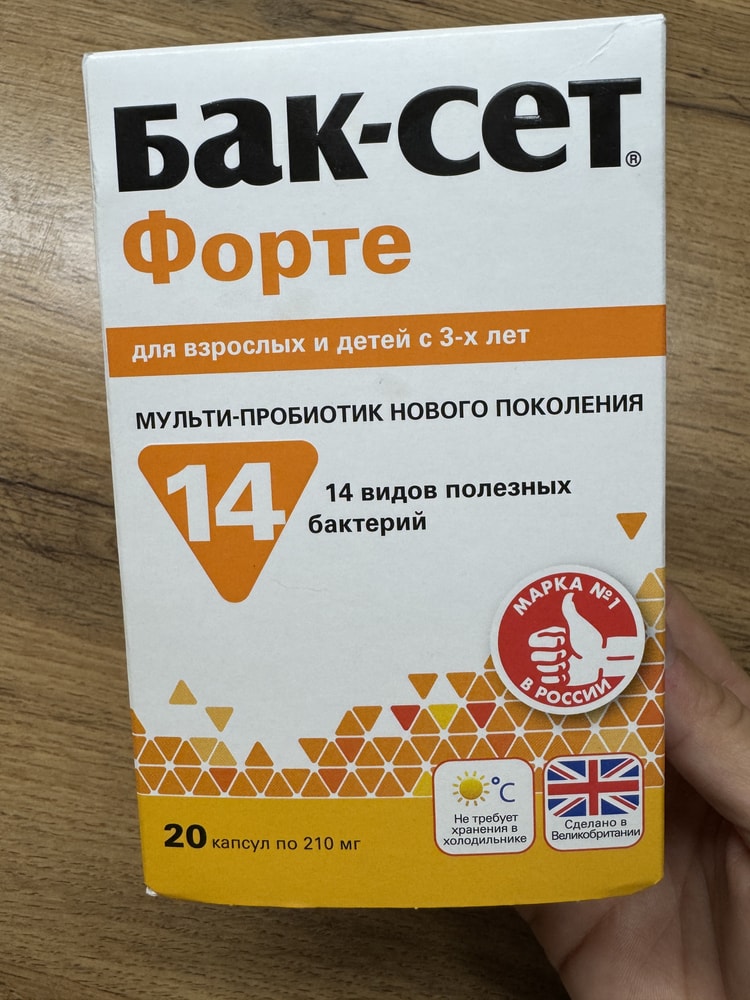 Бак-сет®
Форте
для взрослых и детей с 3-х лет
МУЛЬТИ-ПРОБИОТИК НОВОГО ПОКОЛЕНИЯ
14
14 видов полезных
бактерий
МАРКА №1
В РОССИИ
°C
Не требует
хранения в
холодильнике
Сделано в
Великобритании
20 капсул по 210 мг